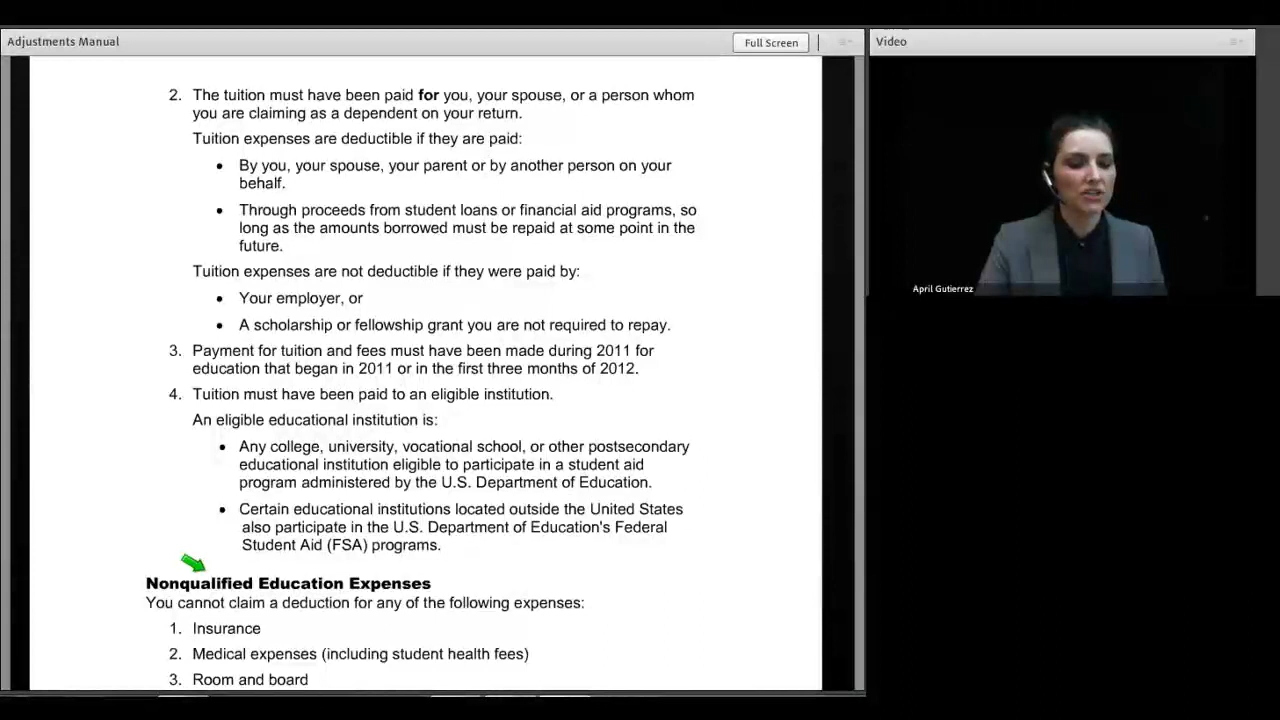 Adjustments Manual
Full Screen
Video
2. The tuition must have been paid for you, your spouse, or a person whom
you are claiming as a dependent on your return.
Tuition expenses are deductible if they are paid:
• By you, your spouse, your parent or by another person on your
behalf.
• Through proceeds from student loans or financial aid programs, so
long as the amounts borrowed must be repaid at some point in the
future.
Tuition expenses are not deductible if they were paid by:
• Your employer, or
• A scholarship or fellowship grant you are not required to repay.
3. Payment for tuition and fees must have been made during 2011 for
education that began in 2011 or in the first three months of 2012.
4. Tuition must have been paid to an eligible institution.
An eligible educational institution is:
• Any college, university, vocational school, or other postsecondary
educational institution eligible to participate in a student aid
program administered by the U.S. Department of Education.
• Certain educational institutions located outside the United States
also participate in the U.S. Department of Education's Federal
Student Aid (FSA) programs.
Nonqualified Education Expenses
You cannot claim a deduction for any of the following expenses:
1. Insurance
2. Medical expenses (including student health fees)
3. Room and board
April Gutierrez